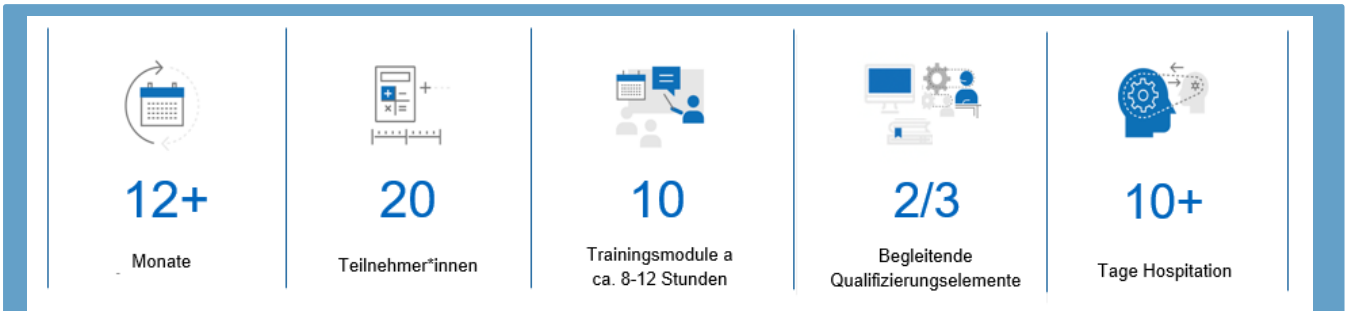 12+
Monate
20
Teilnehmer*innen
10
Trainingsmodule a
ca. 8-12 Stunden
2/3
Begleitende
Qualifizierungselemente
10+
Tage Hospitation